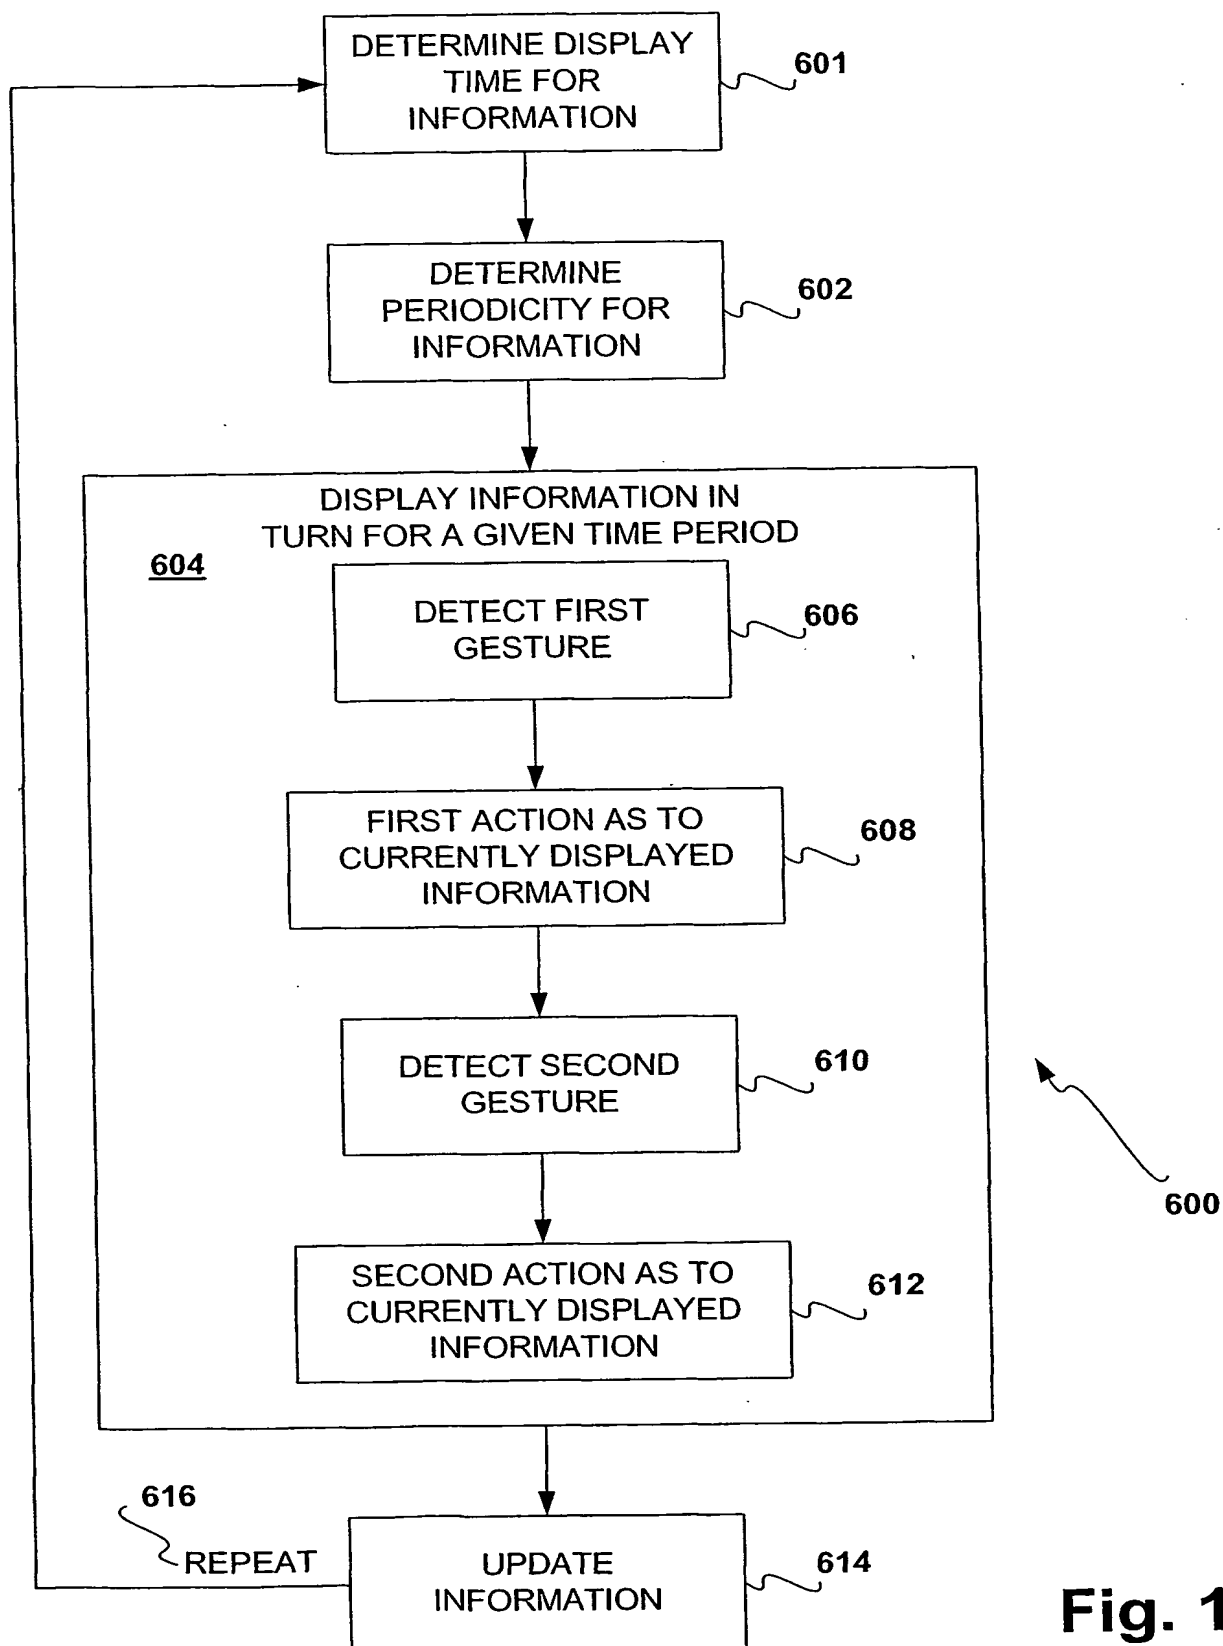 DETERMINE DISPLAY
TIME FOR
INFORMATION
601
DETERMINE
PERIODICITY FOR
INFORMATION
602
DISPLAY INFORMATION IN
TURN FOR A GIVEN TIME PERIOD
604
DETECT FIRST
GESTURE
606
FIRST ACTION AS TO
CURRENTLY DISPLAYED
INFORMATION
608
DETECT SECOND
GESTURE
610
600
SECOND ACTION AS TO
CURRENTLY DISPLAYED
INFORMATION
612
616
REPEAT
UPDATE
INFORMATION
614
Fig. 1